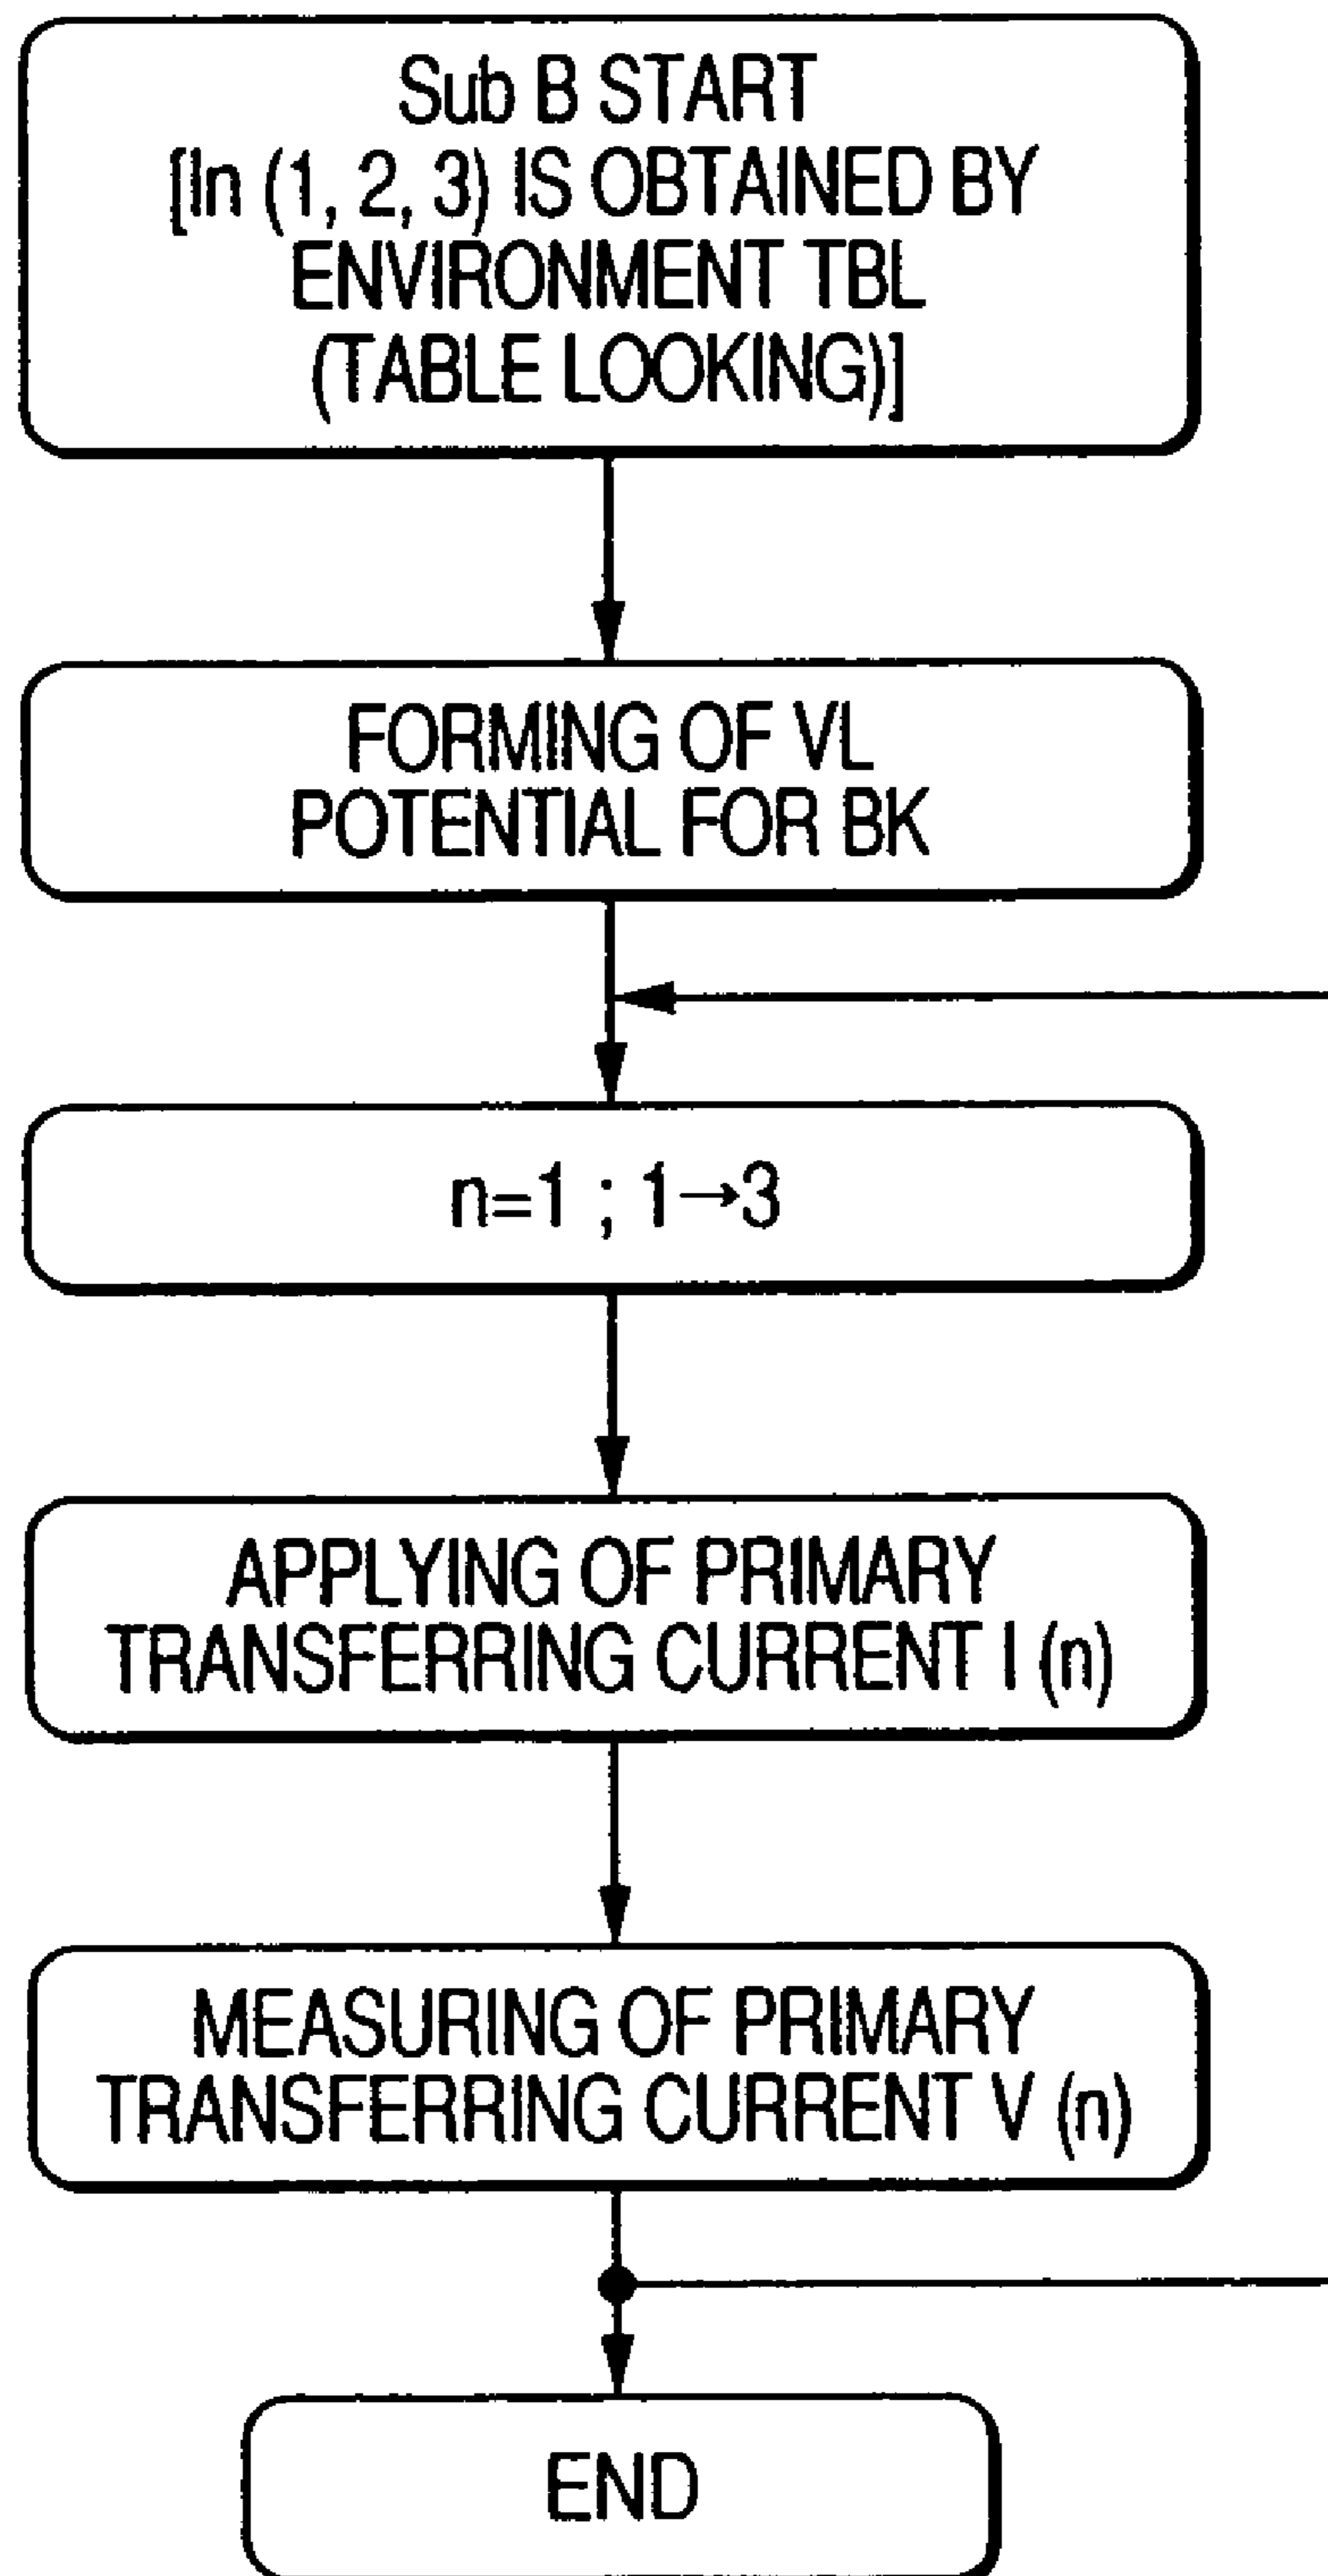 Sub B START
[In (1, 2, 3) IS OBTAINED BY
ENVIRONMENT TBL
(TABLE LOOKING)]
FORMING OF VL
POTENTIAL FOR BK
n=1 ; 1→3
APPLYING OF PRIMARY
TRANSFERRING CURRENT I (n)
MEASURING OF PRIMARY
TRANSFERRING CURRENT V (n)
END